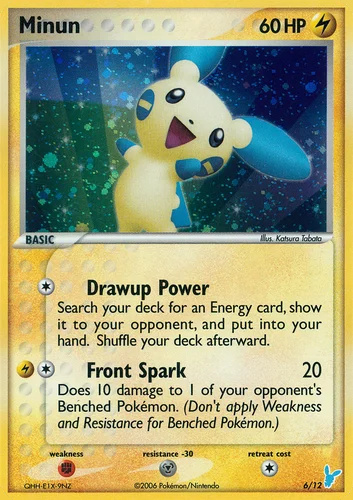 Minun 60 HP
BASIC Illus. Katsura Tabata
Drawup Power
Search your deck for an Energy card, show
it to your opponent, and put into your
hand. Shuffle your deck afterward.
Front Spark 20
Does 10 damage to 1 of your opponent's
Benched Pokémon. (Don't apply Weakness
and Resistance for Benched Pokémon.)
weakness resistance -30 retreat cost
QHH-E1X-9NZ ©2006 Pokémon/Nintendo 6/12